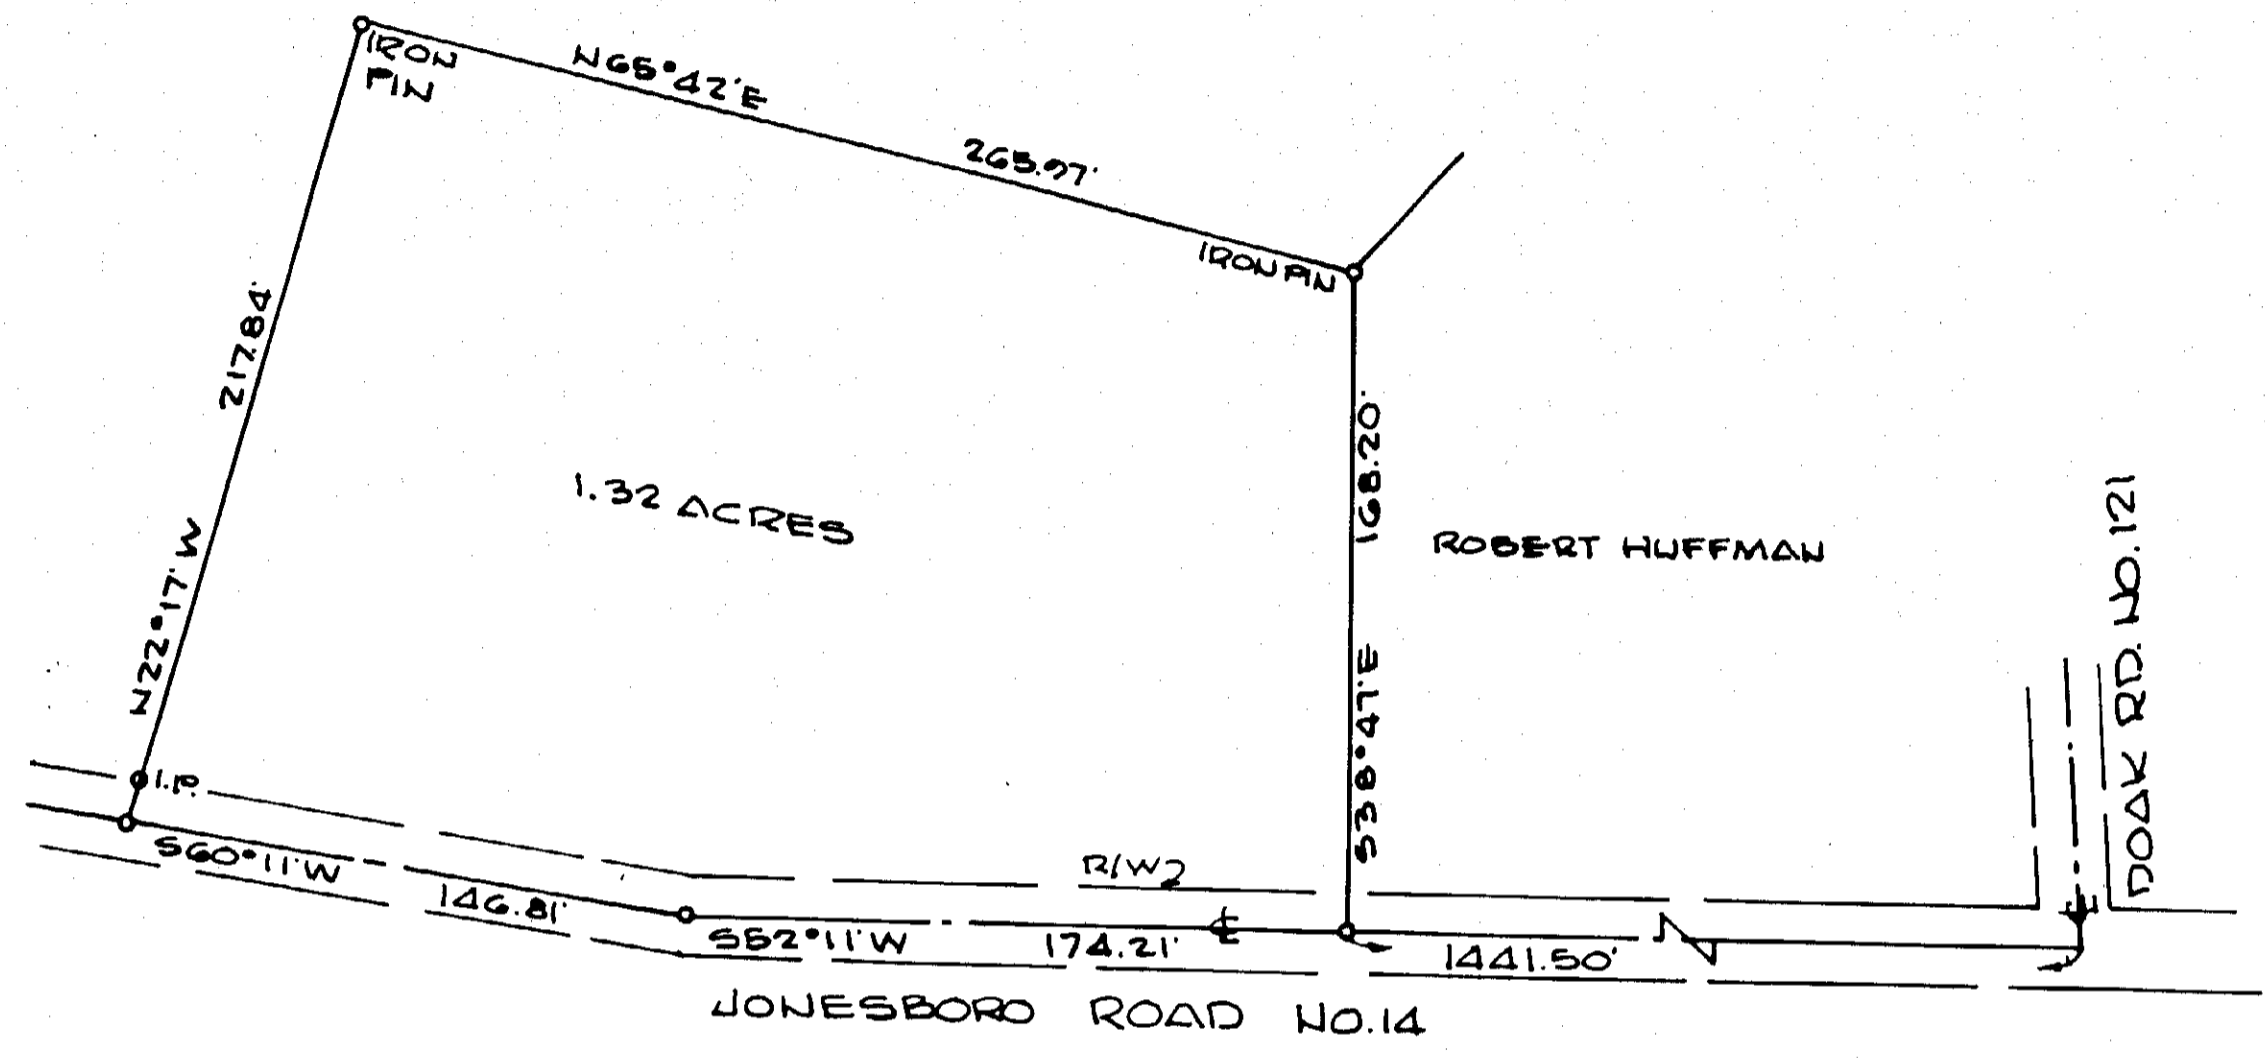 IRON
PIN
N65°42'E
265.97'
IRON PIN
217.84'
N22°17'W
1.32 ACRES
168.20'
S38°47'E
ROBERT HUFFMAN
DOAK RD. NO.121
I.P.
S60°11'W
146.81'
R/W
S52°11'W
174.21'
℄
1441.50'
JONESBORO ROAD NO.14